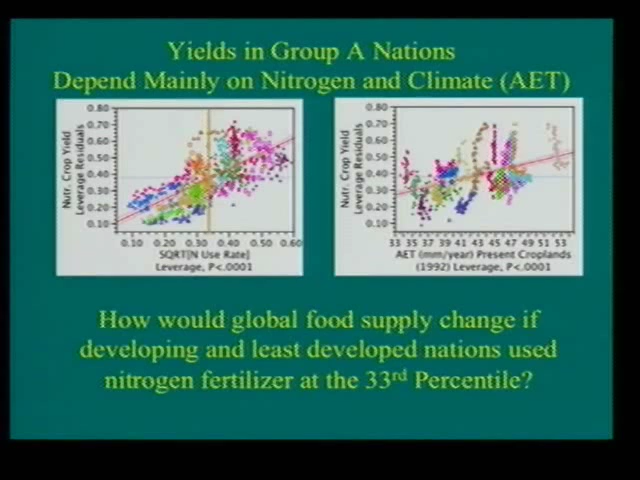 Yields in Group A Nations
Depend Mainly on Nitrogen and Climate (AET)
0.80
0.70
0.60
0.50
0.40
0.30
0.20
0.10
Nutr. Crop Yield
Leverage Residuals
0.10 0.20 0.30 0.40 0.50 0.60
SQRT[N Use Rate]
Leverage, P<.0001
0.80
0.70
0.60
0.50
0.40
0.30
0.20
0.10
Nutr. Crop Yield
Leverage Residuals
33 35 37 39 41 43 45 47 49 51 53
AET (mm/year) Present Croplands
(1992) Leverage, P<.0001
How would global food supply change if
developing and least developed nations used
nitrogen fertilizer at the 33rd Percentile?